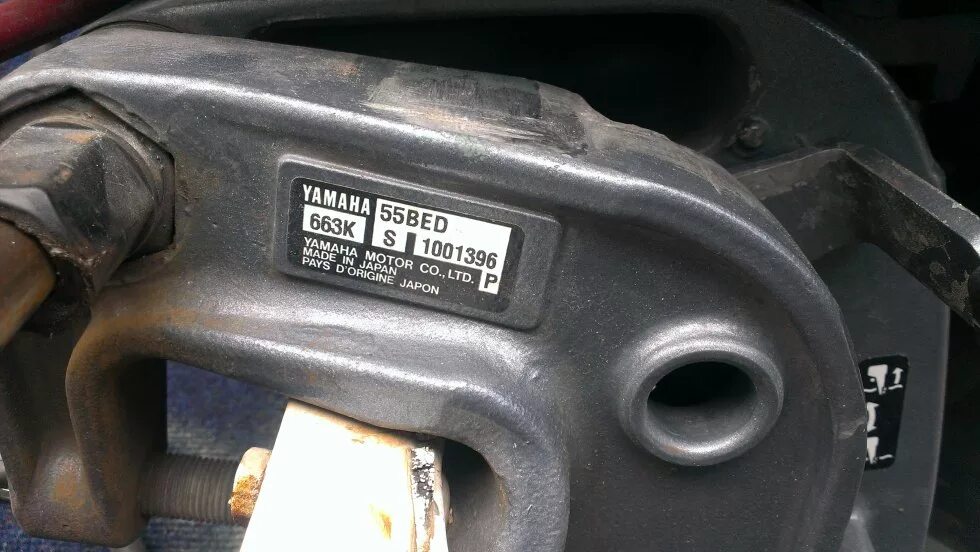 YAMAHA 55BED
663K S 1001396
YAMAHA MOTOR CO., LTD. P
MADE IN JAPAN
PAYS D'ORIGINE JAPON